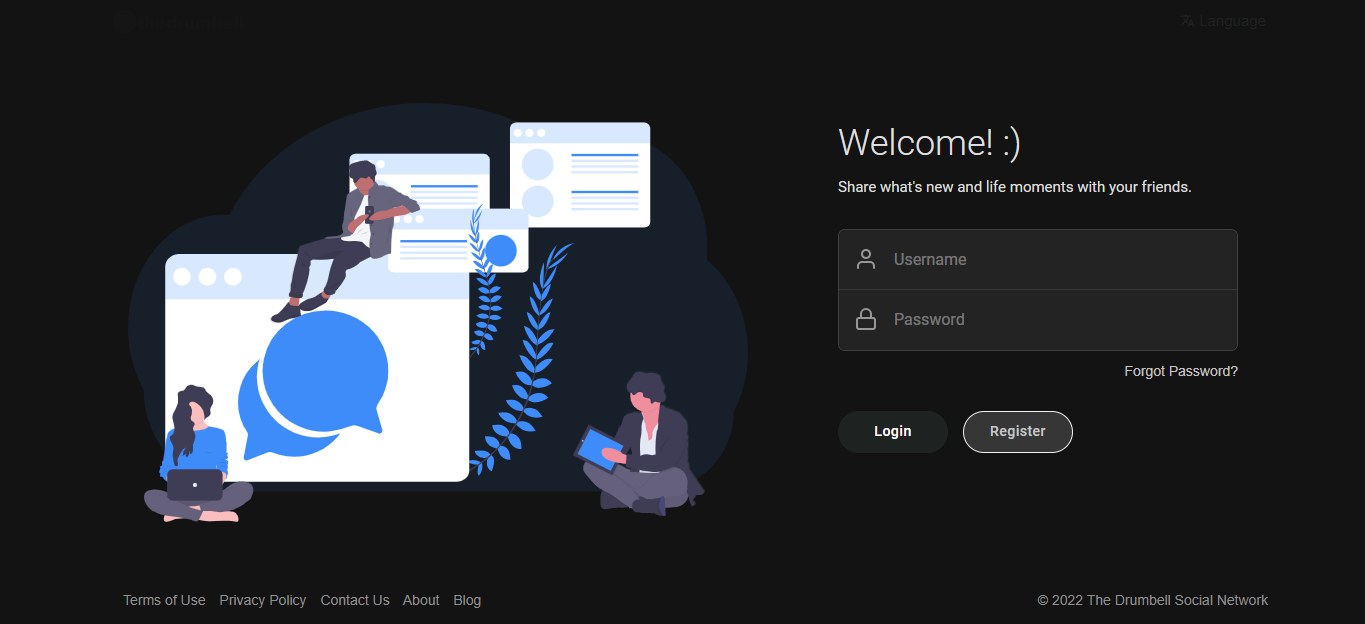 Language
Welcome! :)
Share what's new and life moments with your friends.
Username
Password
Forgot Password?
Login Register
Terms of Use Privacy Policy Contact Us About Blog
© 2022 The Drumbell Social Network